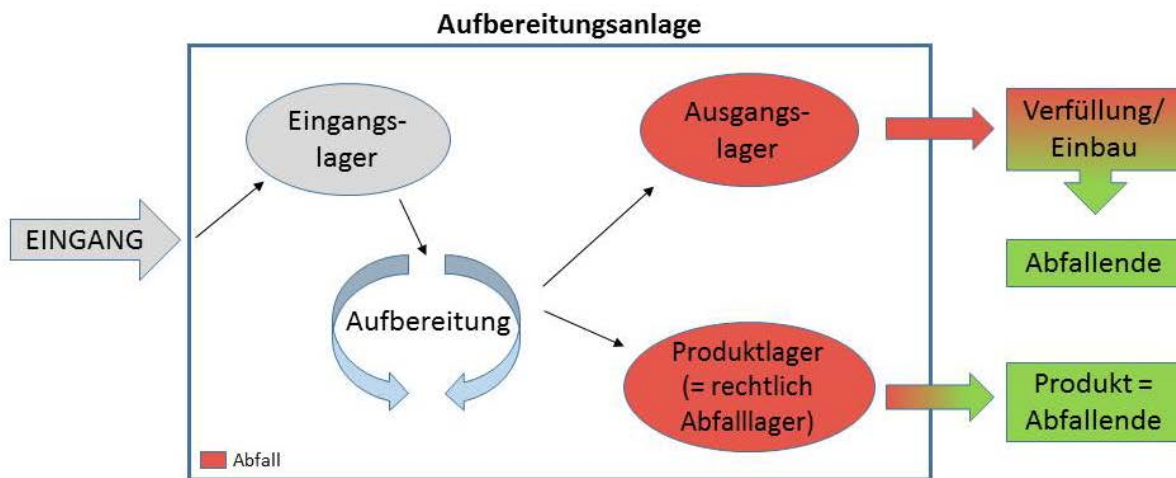 Aufbereitungsanlage
EINGANG
Eingangs-
lager
Aufbereitung
Ausgangs-
lager
Produktlager
(= rechtlich
Abfalllager)
Abfall
Verfüllung/
Einbau
Abfallende
Produkt =
Abfallende